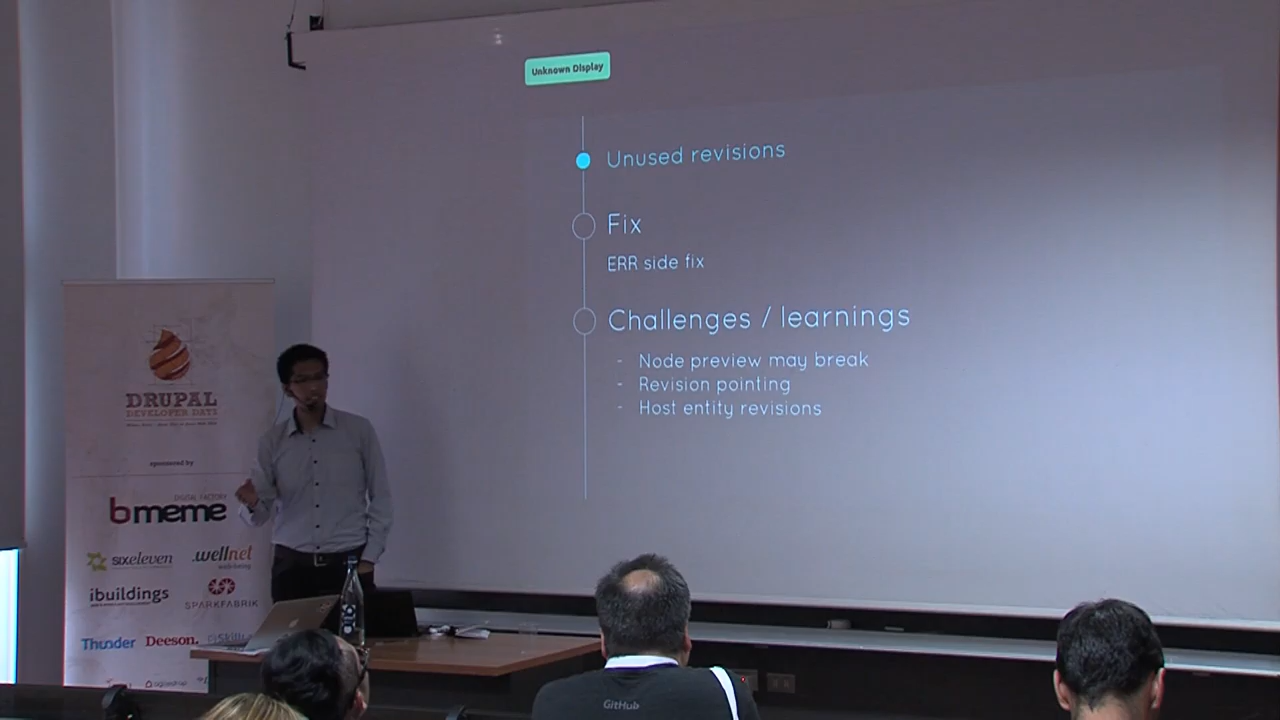 Unknown Display
Unused revisions
Fix
ERR side fix
Challenges / learnings
- Node preview may break
- Revision pointing
- Host entity revisions
DRUPAL
DEVELOPER DAYS
sponsored by
DIGITAL FACTORY
bmeme
sixeleven
.wellnet
ibuildings
SPARKFABRIK
Thunder
Deeson.
GitHub